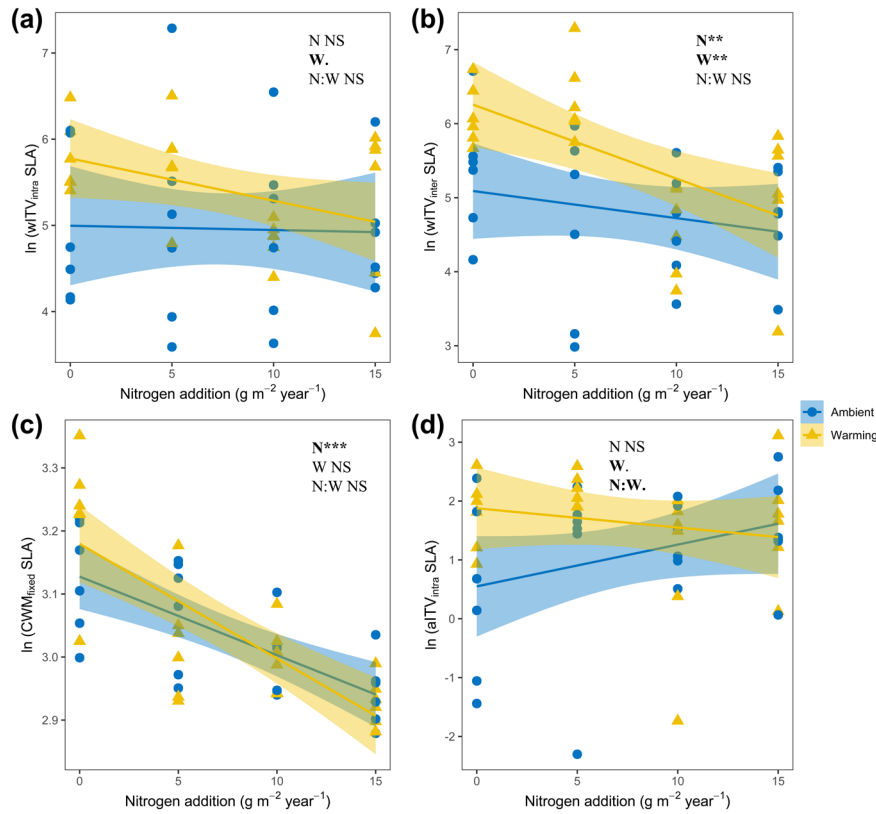 (a)
N NS
W.
N:W NS
ln (wITVintra SLA)
7
6
5
4
0
5
10
15
Nitrogen addition (g m−2 year−1)
(b)
N**
W**
N:W NS
ln (wITVinter SLA)
7
6
5
4
3
0
5
10
15
Nitrogen addition (g m−2 year−1)
(c)
N***
W NS
N:W NS
ln (CWMfixed SLA)
3.3
3.2
3.1
3.0
2.9
0
5
10
15
Nitrogen addition (g m−2 year−1)
(d)
N NS
W.
N:W.
ln (aITVintra SLA)
3
2
1
0
-1
-2
0
5
10
15
Nitrogen addition (g m−2 year−1)
Ambient
Warming